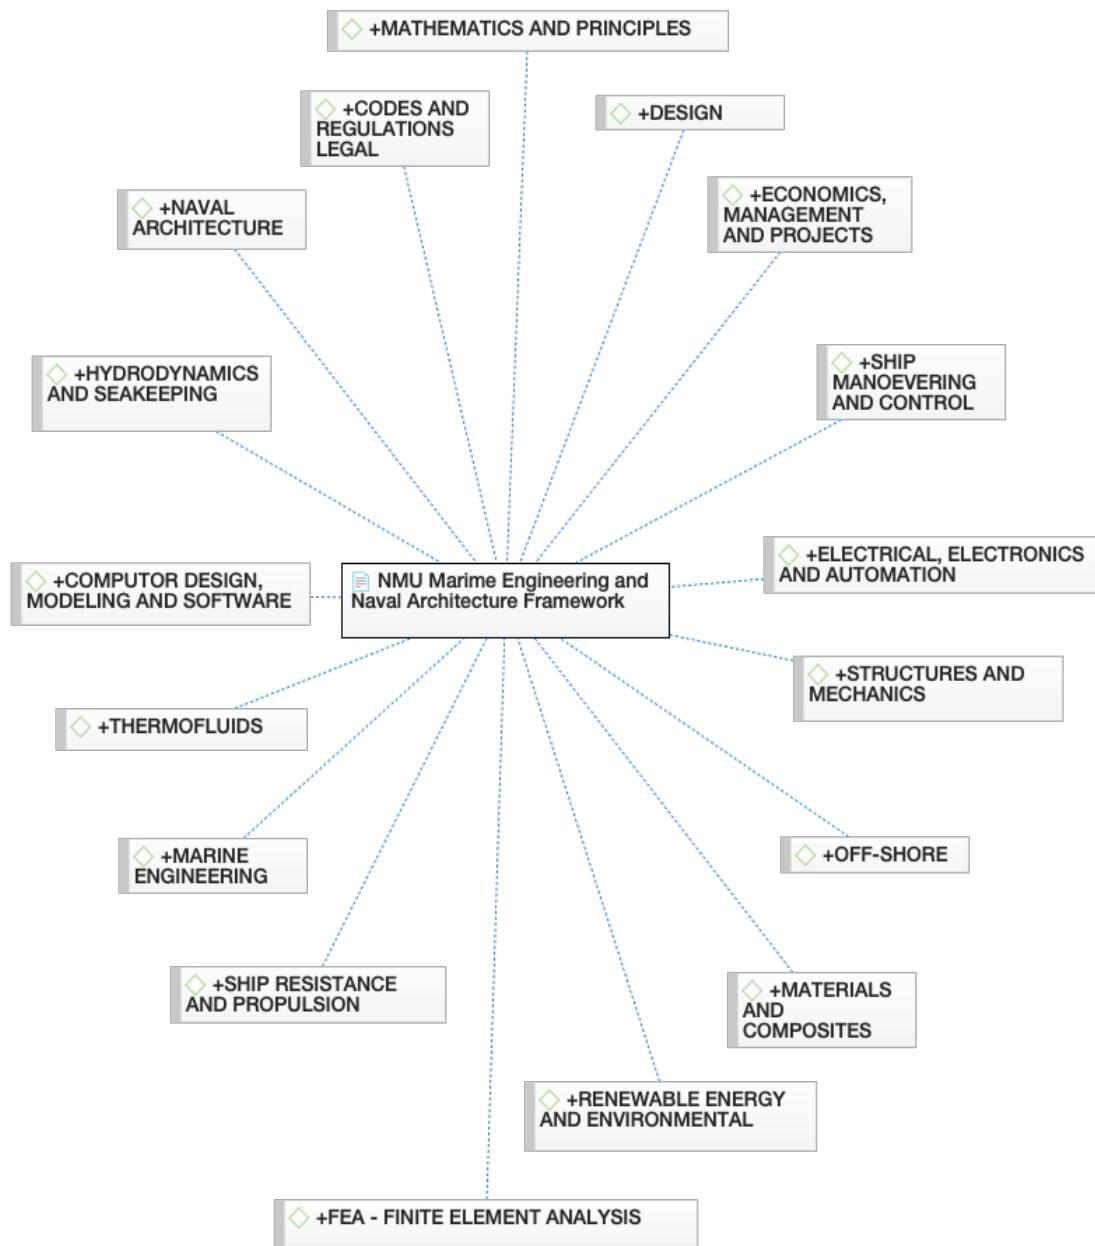 +MATHEMATICS AND PRINCIPLES
+CODES AND
REGULATIONS
LEGAL
+DESIGN
+NAVAL
ARCHITECTURE
+ECONOMICS,
MANAGEMENT
AND PROJECTS
+HYDRODYNAMICS
AND SEAKEEPING
+SHIP
MANOEVERING
AND CONTROL
+COMPUTOR DESIGN,
MODELING AND SOFTWARE
NMU Marime Engineering and
Naval Architecture Framework
+ELECTRICAL, ELECTRONICS
AND AUTOMATION
+STRUCTURES AND
MECHANICS
+THERMOFLUIDS
+MARINE
ENGINEERING
+OFF-SHORE
+SHIP RESISTANCE
AND PROPULSION
+MATERIALS
AND
COMPOSITES
+RENEWABLE ENERGY
AND ENVIRONMENTAL
+FEA - FINITE ELEMENT ANALYSIS